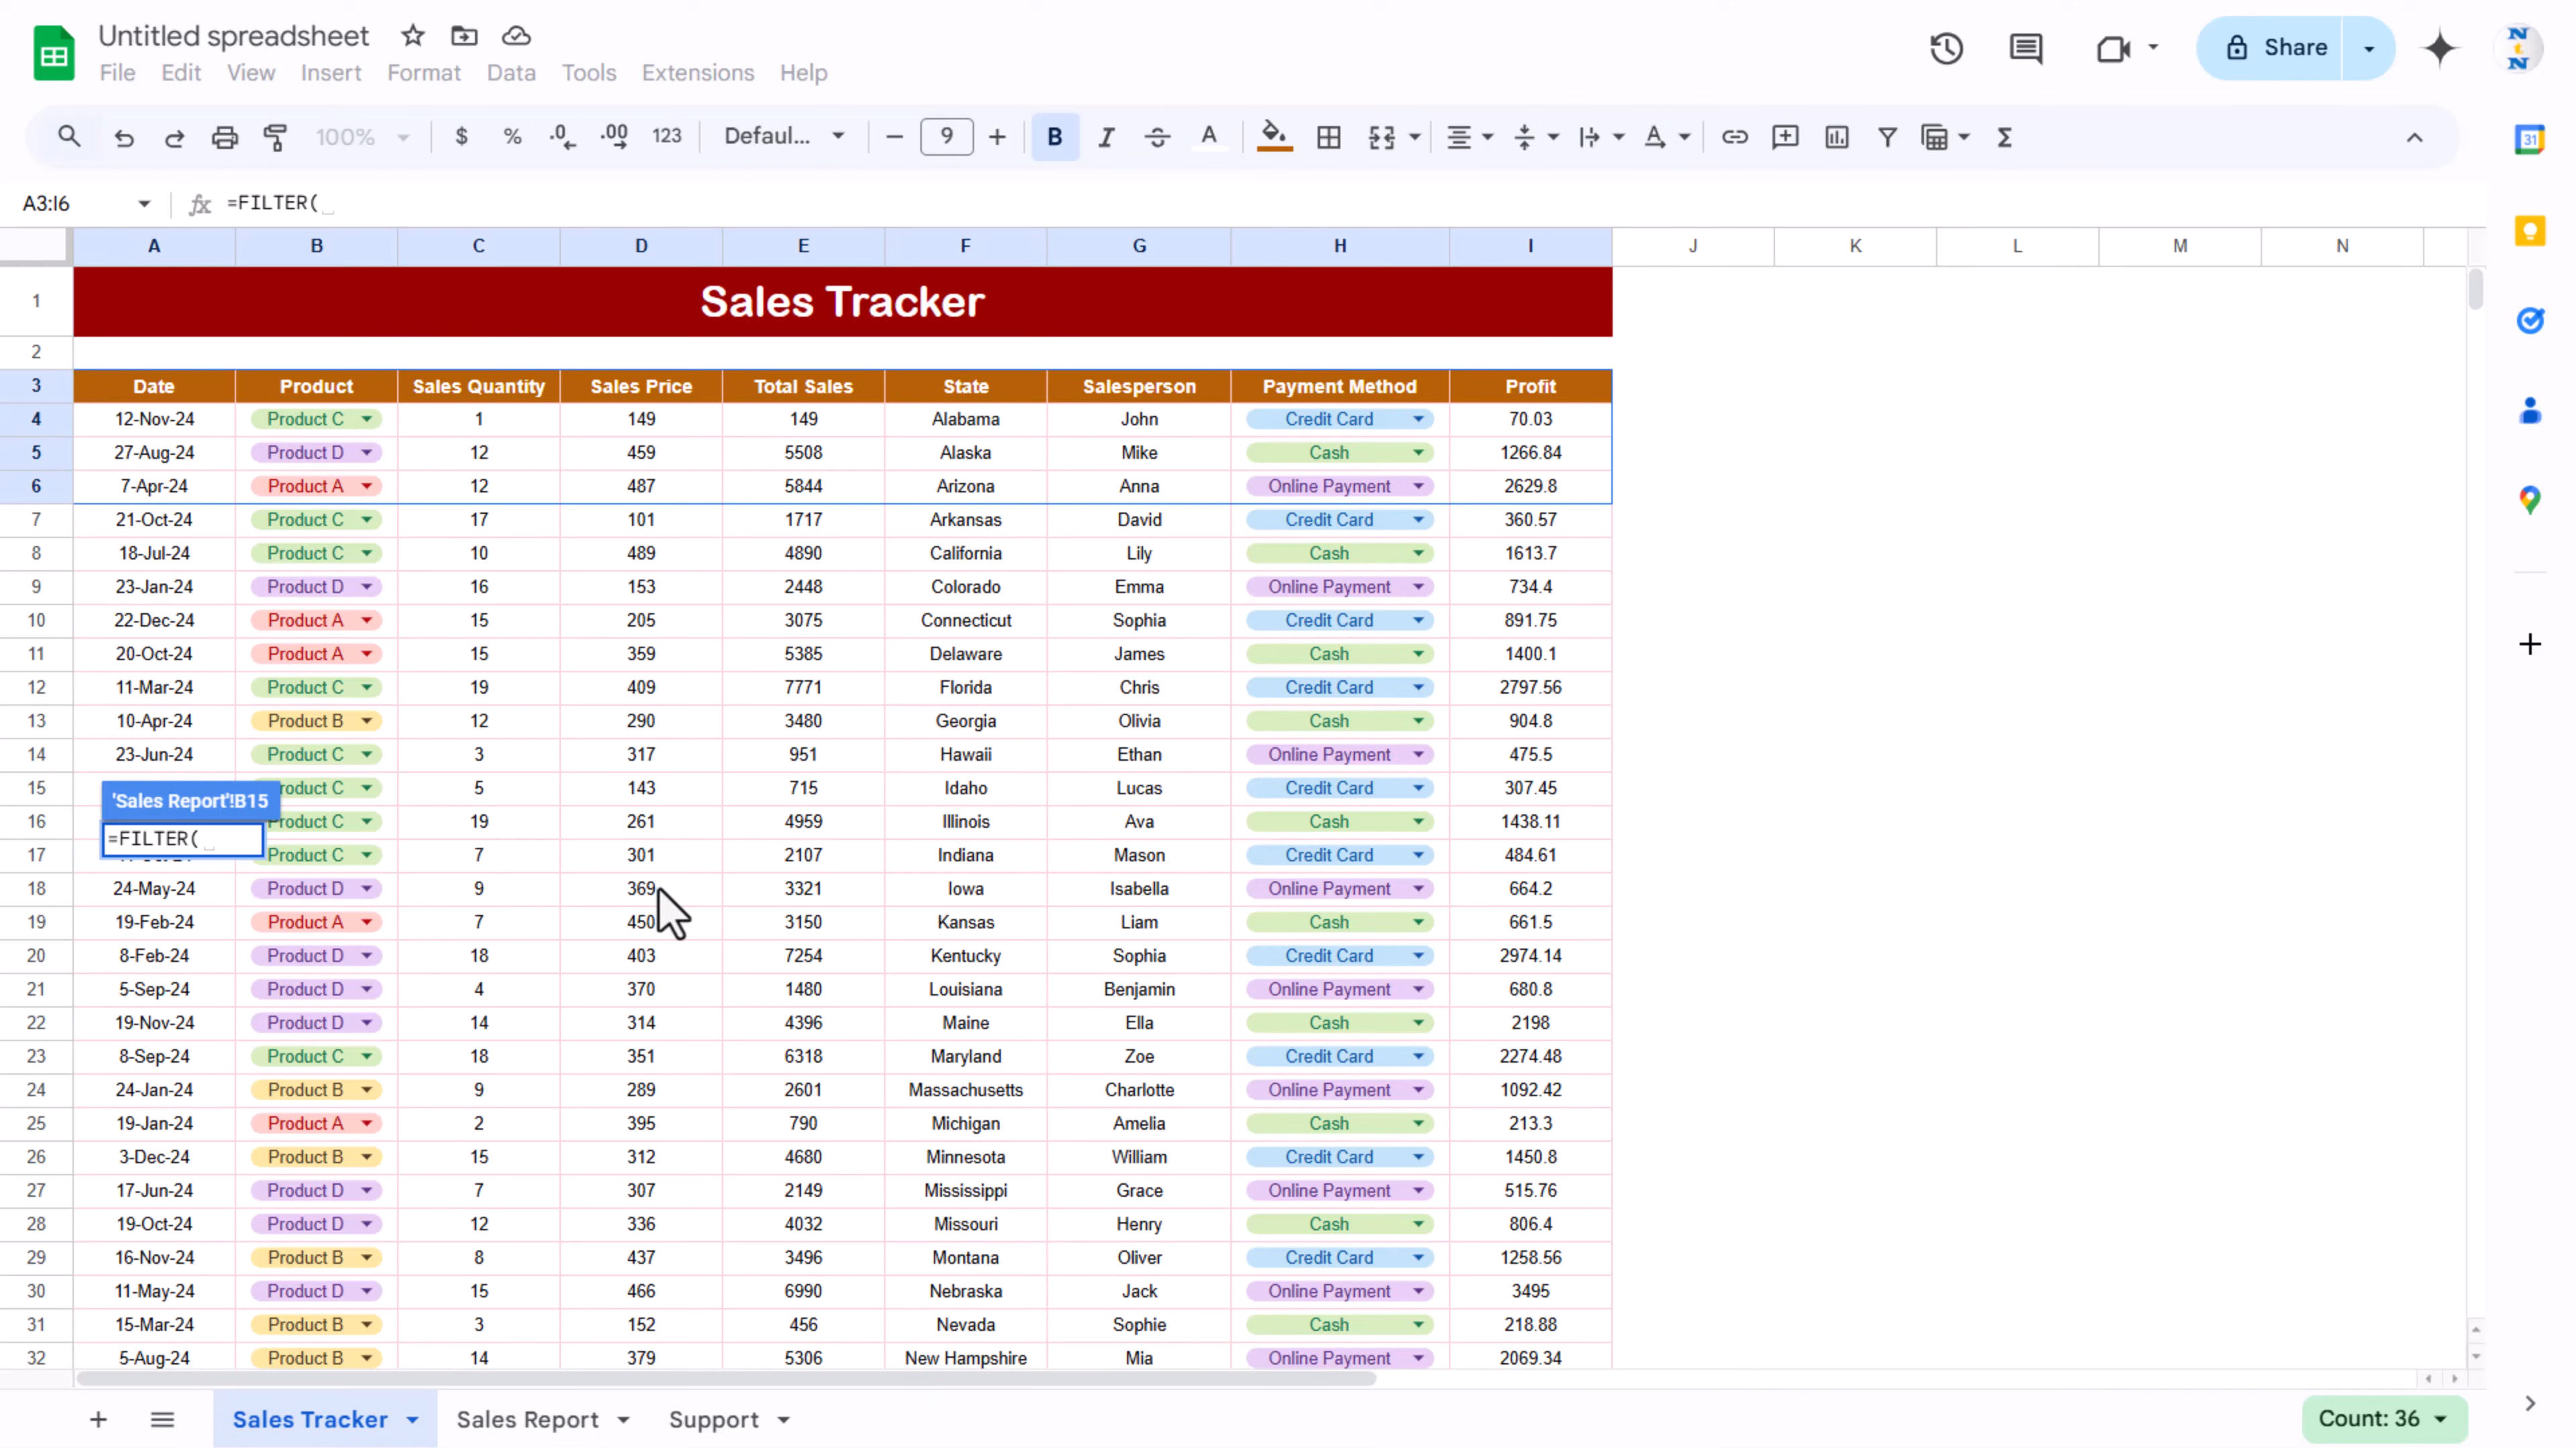 Untitled spreadsheet
File Edit View Insert Format Data Tools Extensions Help
Share
100% $ % .0 .00 123 Defaul... 9 B I A A Σ
31
A3:I6 fx =FILTER(
A B C D E F G H I J K L M N
1 Sales Tracker
2
3 Date Product Sales Quantity Sales Price Total Sales State Salesperson Payment Method Profit
4 12-Nov-24 Product C 1 149 149 Alabama John Credit Card 70.03
5 27-Aug-24 Product D 12 459 5508 Alaska Mike Cash 1266.84
6 7-Apr-24 Product A 12 487 5844 Arizona Anna Online Payment 2629.8
7 21-Oct-24 Product C 17 101 1717 Arkansas David Credit Card 360.57
8 18-Jul-24 Product C 10 489 4890 California Lily Cash 1613.7
9 23-Jan-24 Product D 16 153 2448 Colorado Emma Online Payment 734.4
10 22-Dec-24 Product A 15 205 3075 Connecticut Sophia Credit Card 891.75
11 20-Oct-24 Product A 15 359 5385 Delaware James Cash 1400.1
12 11-Mar-24 Product C 19 409 7771 Florida Chris Credit Card 2797.56
13 10-Apr-24 Product B 12 290 3480 Georgia Olivia Cash 904.8
14 23-Jun-24 Product C 3 317 951 Hawaii Ethan Online Payment 475.5
15 roduct C 5 143 715 Idaho Lucas Credit Card 307.45
'Sales Report'!B15
16 Product C 19 261 4959 Illinois Ava Cash 1438.11
=FILTER(
17 Product C 7 301 2107 Indiana Mason Credit Card 484.61
18 24-May-24 Product D 9 369 3321 Iowa Isabella Online Payment 664.2
19 19-Feb-24 Product A 7 450 3150 Kansas Liam Cash 661.5
20 8-Feb-24 Product D 18 403 7254 Kentucky Sophia Credit Card 2974.14
21 5-Sep-24 Product D 4 370 1480 Louisiana Benjamin Online Payment 680.8
22 19-Nov-24 Product D 14 314 4396 Maine Ella Cash 2198
23 8-Sep-24 Product C 18 351 6318 Maryland Zoe Credit Card 2274.48
24 24-Jan-24 Product B 9 289 2601 Massachusetts Charlotte Online Payment 1092.42
25 19-Jan-24 Product A 2 395 790 Michigan Amelia Cash 213.3
26 3-Dec-24 Product B 15 312 4680 Minnesota William Credit Card 1450.8
27 17-Jun-24 Product D 7 307 2149 Mississippi Grace Online Payment 515.76
28 19-Oct-24 Product D 12 336 4032 Missouri Henry Cash 806.4
29 16-Nov-24 Product B 8 437 3496 Montana Oliver Credit Card 1258.56
30 11-May-24 Product D 15 466 6990 Nebraska Jack Online Payment 3495
31 15-Mar-24 Product B 3 152 456 Nevada Sophie Cash 218.88
32 5-Aug-24 Product B 14 379 5306 New Hampshire Mia Online Payment 2069.34
Sales Tracker Sales Report Support Count: 36